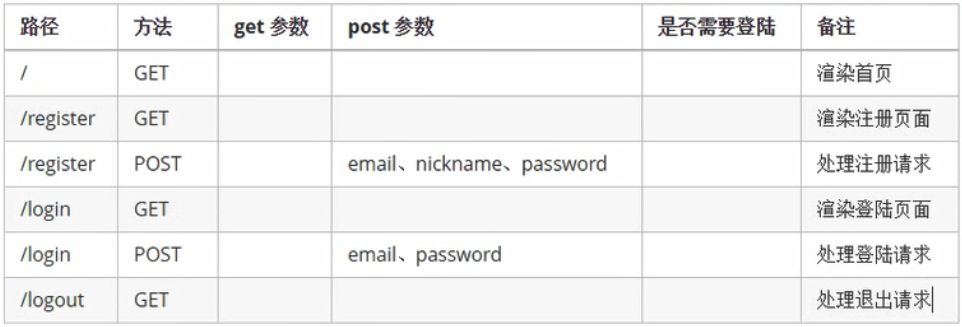 路径 方法 get 参数 post 参数 是否需要登陆 备注
/ GET 渲染首页
/register GET 渲染注册页面
/register POST email、nickname、password 处理注册请求
/login GET 渲染登陆页面
/login POST email、password 处理登陆请求
/logout GET 处理退出请求